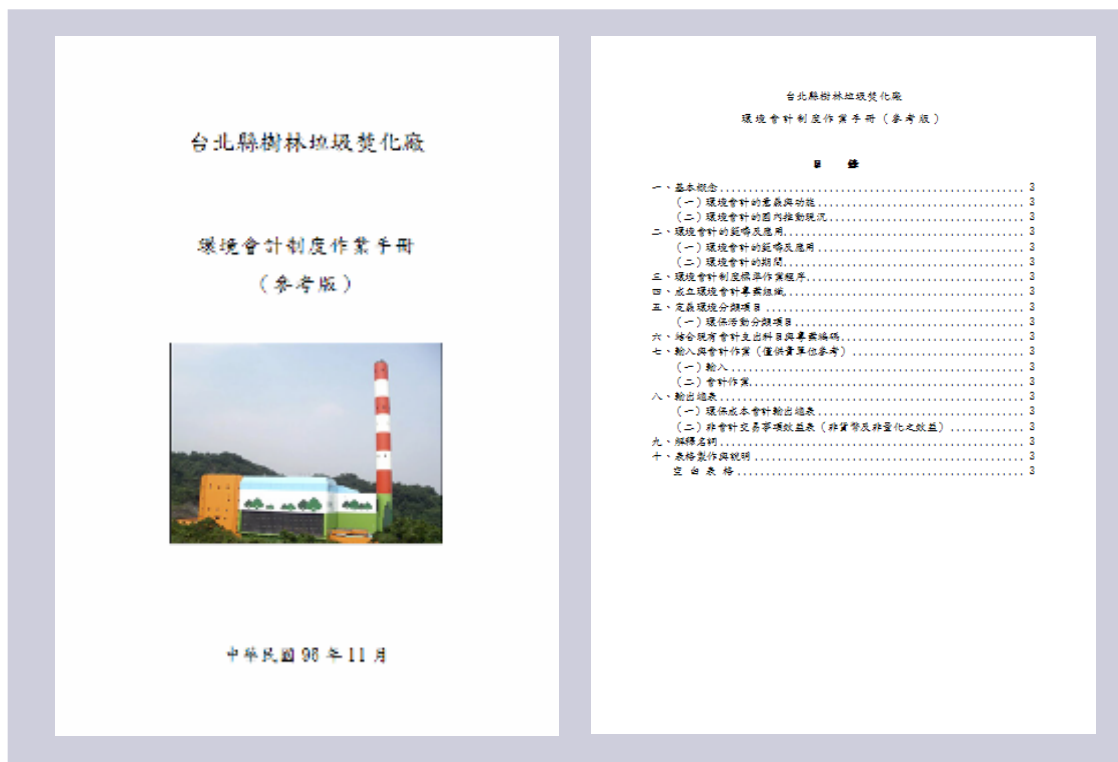 台北縣樹林垃圾焚化廠
環境會計制度作業手冊
（參考版）
中華民國 98 年 11 月
台北縣樹林垃圾焚化廠
環境會計制度作業手冊（參考版）
目 錄
一、基本概念 3
（一）環境會計的意義與功能 3
（二）環境會計的國內推動現況 3
二、環境會計的範疇及應用 3
（一）環境會計的範疇及應用 3
（二）環境會計的期間 3
三、環境會計制度標準作業程序 3
四、成立環境會計專案組織 3
五、定義環境分類項目 3
（一）環保活動分類項目 3
六、結合現有會計支出科目與專案編碼 3
七、輸入與會計作業（僅供貴單位參考） 3
（一）輸入 3
（二）會計作業 3
八、輸出總表 3
（一）環保成本會計輸出總表 3
（二）非會計交易事項效益表（非貨幣及非量化之效益） 3
九、解釋名詞 3
十、表格製作與說明 3
空 白 表 格 3